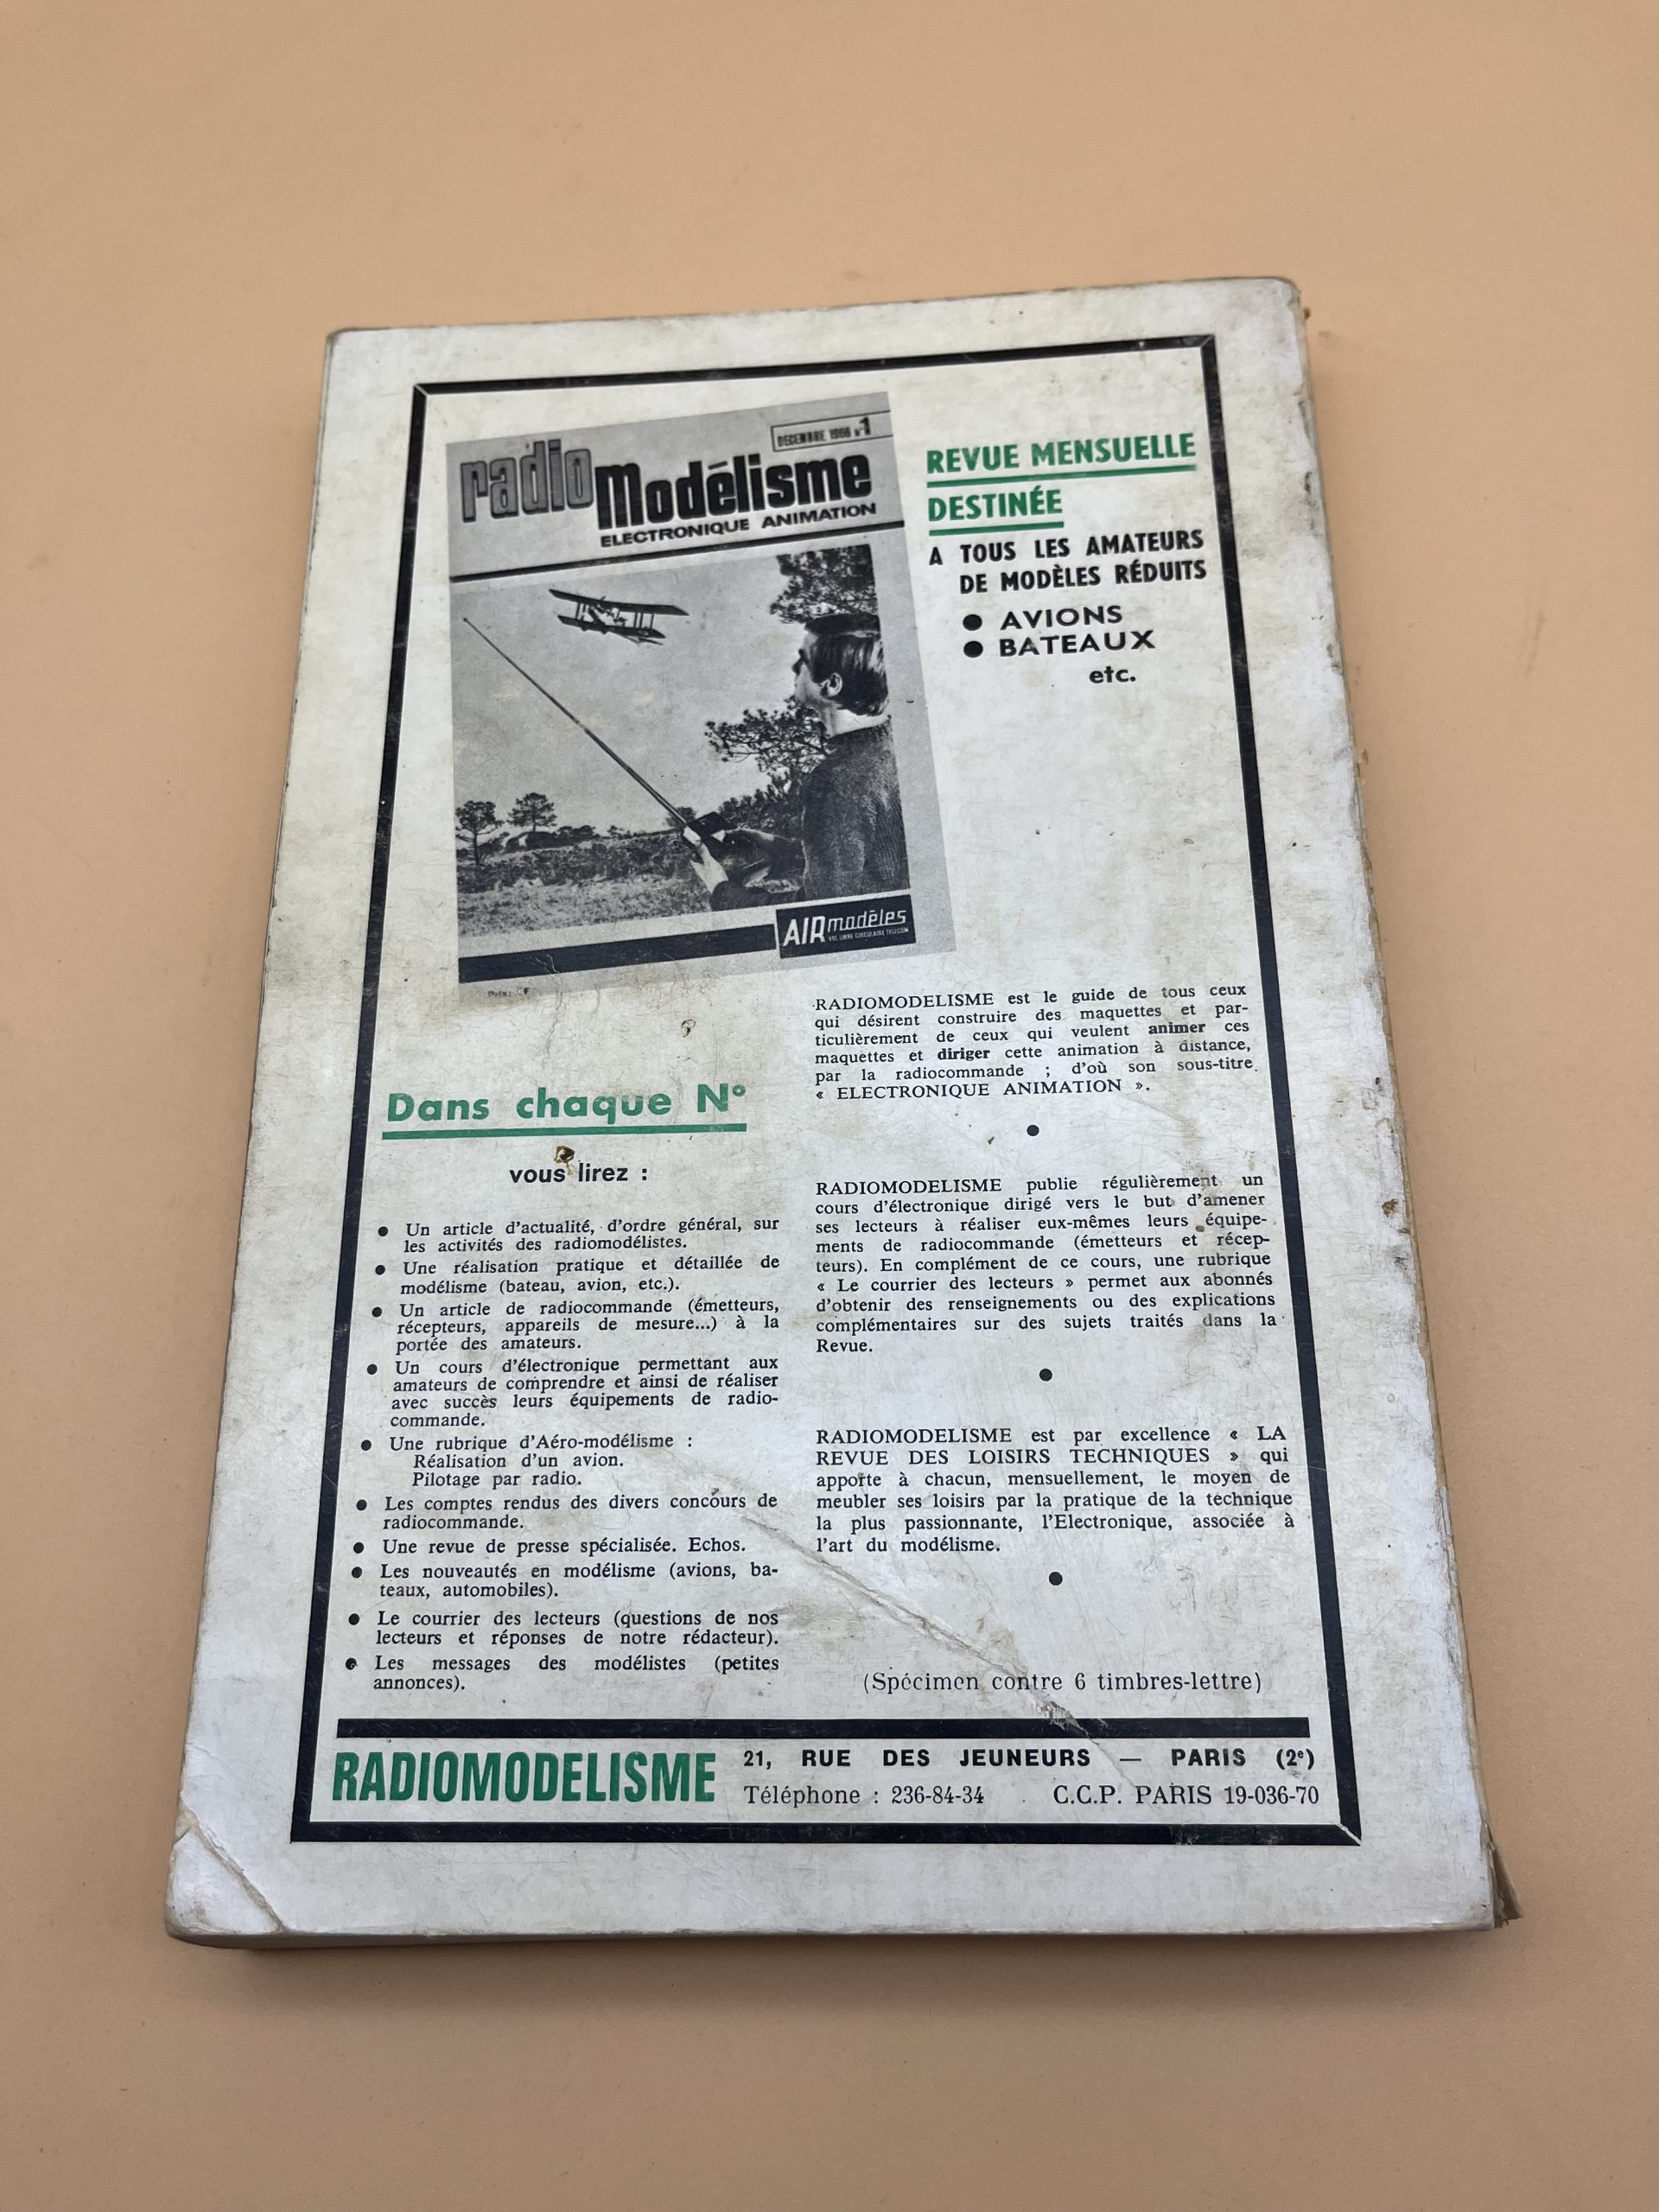 DECEMBRE 1966 N°1
radio modélisme
ELECTRONIQUE ANIMATION
AIR modèles
REVUE MENSUELLE
DESTINÉE
A TOUS LES AMATEURS
DE MODÈLES RÉDUITS
● AVIONS
● BATEAUX
etc.
RADIOMODELISME est le guide de tous ceux
qui désirent construire des maquettes et par-
ticulièrement de ceux qui veulent animer ces
maquettes et diriger cette animation à distance,
par la radiocommande ; d'où son sous-titre
« ELECTRONIQUE ANIMATION ».
●
RADIOMODELISME publie régulièrement un
cours d'électronique dirigé vers le but d'amener
ses lecteurs à réaliser eux-mêmes leurs équipe-
ments de radiocommande (émetteurs et récep-
teurs). En complément de ce cours, une rubrique
« Le courrier des lecteurs » permet aux abonnés
d'obtenir des renseignements ou des explications
complémentaires sur des sujets traités dans la
Revue.
●
RADIOMODELISME est par excellence « LA
REVUE DES LOISIRS TECHNIQUES » qui
apporte à chacun, mensuellement, le moyen de
meubler ses loisirs par la pratique de la technique
la plus passionnante, l'Electronique, associée à
l'art du modélisme.
●
(Spécimen contre 6 timbres-lettre)
Dans chaque N°
vous lirez :
● Un article d'actualité, d'ordre général, sur
les activités des radiomodélistes.
● Une réalisation pratique et détaillée de
modélisme (bateau, avion, etc.).
● Un article de radiocommande (émetteurs,
récepteurs, appareils de mesure...) à la
portée des amateurs.
● Un cours d'électronique permettant aux
amateurs de comprendre et ainsi de réaliser
avec succès leurs équipements de radio-
commande.
● Une rubrique d'Aéro-modélisme :
Réalisation d'un avion.
Pilotage par radio.
● Les comptes rendus des divers concours de
radiocommande.
● Une revue de presse spécialisée. Echos.
● Les nouveautés en modélisme (avions, ba-
teaux, automobiles).
● Le courrier des lecteurs (questions de nos
lecteurs et réponses de notre rédacteur).
● Les messages des modélistes (petites
annonces).
RADIOMODELISME
21, RUE DES JEUNEURS — PARIS (2e)
Téléphone : 236-84-34 C.C.P. PARIS 19-036-70